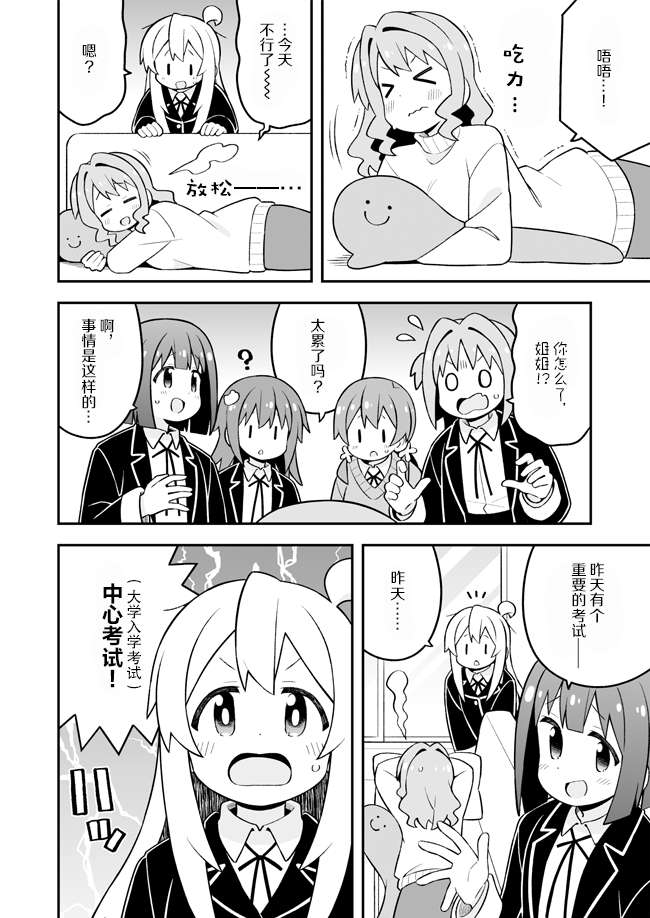 唔唔…！
吃力…
…今天
不行了～～
嗯？
放松———…
你怎么了，
姐姐!?
太累了吗？
?
啊，
事情是这样的…
昨天有个
重要的考试——
昨天……
（大学入学考试）
中心考试！